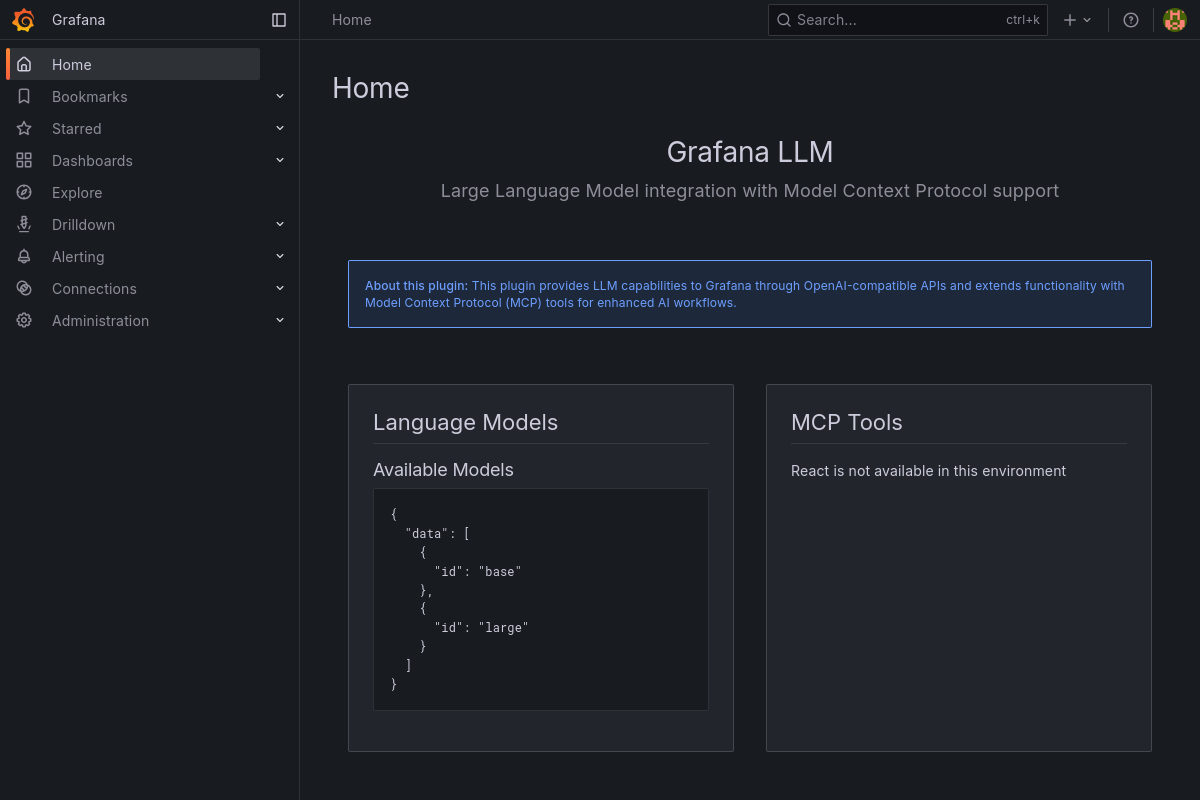 Grafana
Home
Search...
ctrl+k
Home
Bookmarks
Starred
Dashboards
Explore
Drilldown
Alerting
Connections
Administration
Home
Grafana LLM
Large Language Model integration with Model Context Protocol support
About this plugin: This plugin provides LLM capabilities to Grafana through OpenAI-compatible APIs and extends functionality with
Model Context Protocol (MCP) tools for enhanced AI workflows.
Language Models
Available Models
{
  "data": [
    {
      "id": "base"
    },
    {
      "id": "large"
    }
  ]
}
MCP Tools
React is not available in this environment